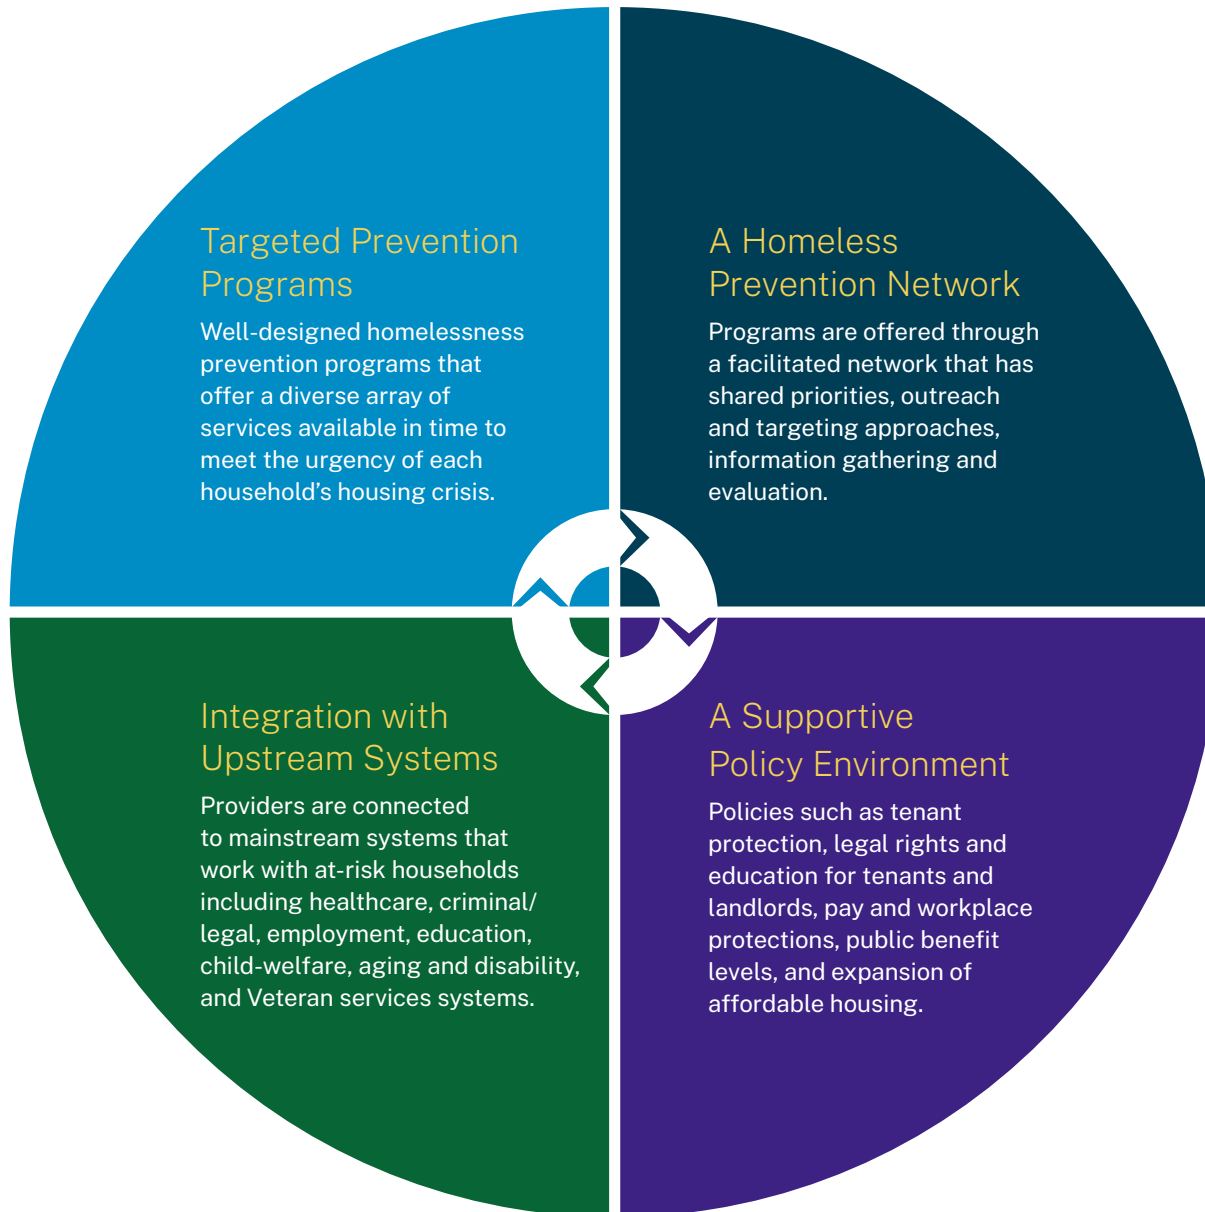 Targeted Prevention
Programs
Well-designed homelessness
prevention programs that
offer a diverse array of
services available in time to
meet the urgency of each
household’s housing crisis.
A Homeless
Prevention Network
Programs are offered through
a facilitated network that has
shared priorities, outreach
and targeting approaches,
information gathering and
evaluation.
Integration with
Upstream Systems
Providers are connected
to mainstream systems that
work with at-risk households
including healthcare, criminal/
legal, employment, education,
child-welfare, aging and disability,
and Veteran services systems.
A Supportive
Policy Environment
Policies such as tenant
protection, legal rights and
education for tenants and
landlords, pay and workplace
protections, public benefit
levels, and expansion of
affordable housing.